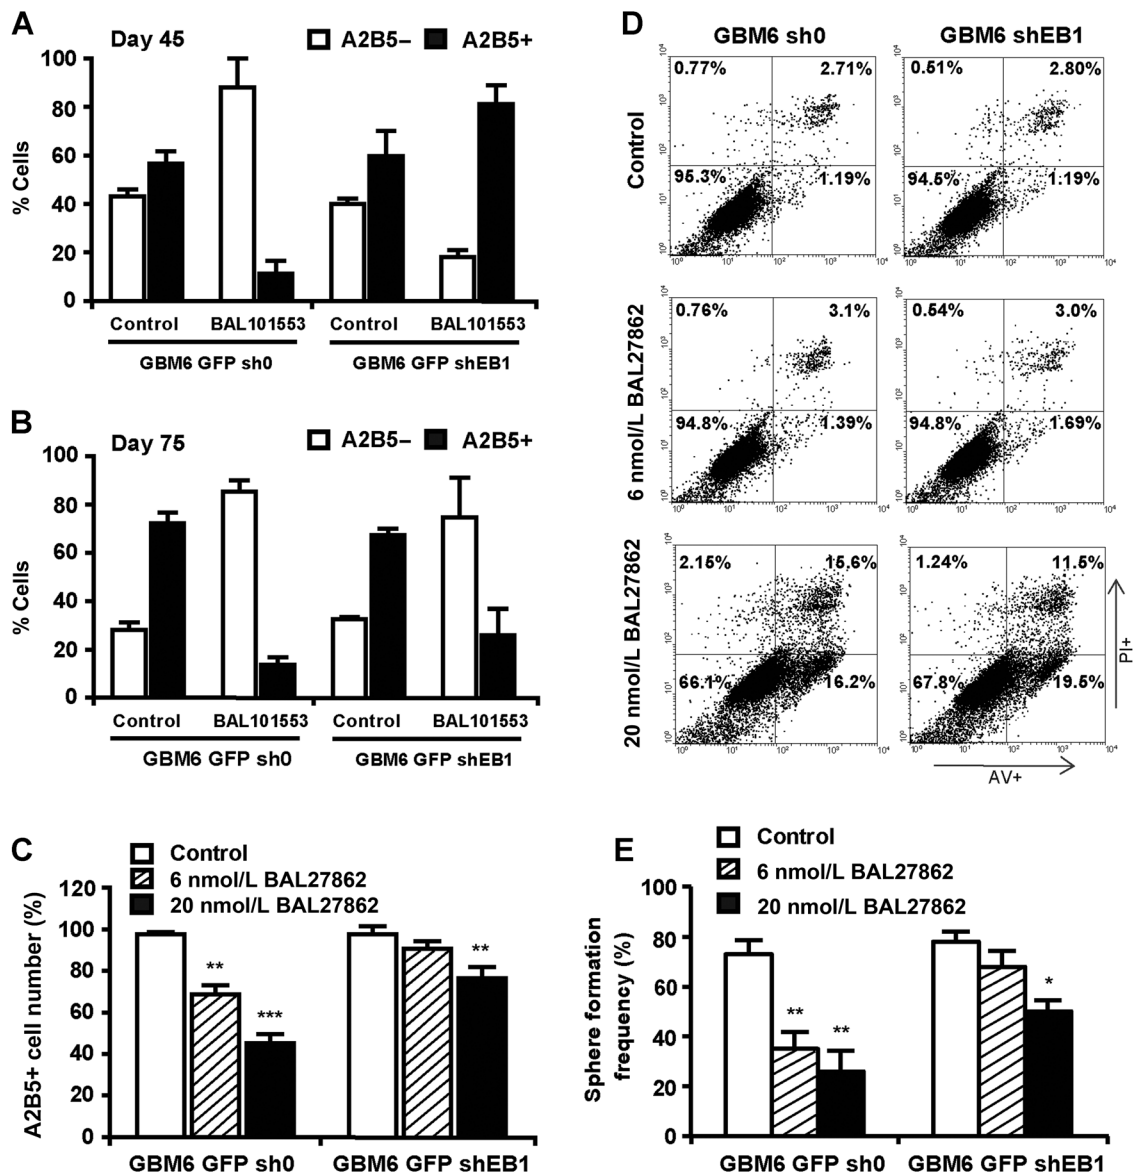 A
Day 45
A2B5–
A2B5+
% Cells
100
80
60
40
20
0
Control
BAL101553
Control
BAL101553
GBM6 GFP sh0
GBM6 GFP shEB1
B
Day 75
A2B5–
A2B5+
% Cells
100
80
60
40
20
0
Control
BAL101553
Control
BAL101553
GBM6 GFP sh0
GBM6 GFP shEB1
C
Control
6 nmol/L BAL27862
20 nmol/L BAL27862
A2B5+ cell number (%)
120
100
80
60
40
20
0
**
***
**
GBM6 GFP sh0
GBM6 GFP shEB1
D
GBM6 sh0
GBM6 shEB1
Control
0.77%
2.71%
95.3%
1.19%
0.51%
2.80%
94.5%
1.19%
6 nmol/L BAL27862
0.76%
3.1%
94.8%
1.39%
0.54%
3.0%
94.8%
1.69%
20 nmol/L BAL27862
2.15%
15.6%
66.1%
16.2%
1.24%
11.5%
67.8%
19.5%
PI+
AV+
E
Control
6 nmol/L BAL27862
20 nmol/L BAL27862
Sphere formation
frequency (%)
100
80
60
40
20
0
**
**
*
GBM6 GFP sh0
GBM6 GFP shEB1